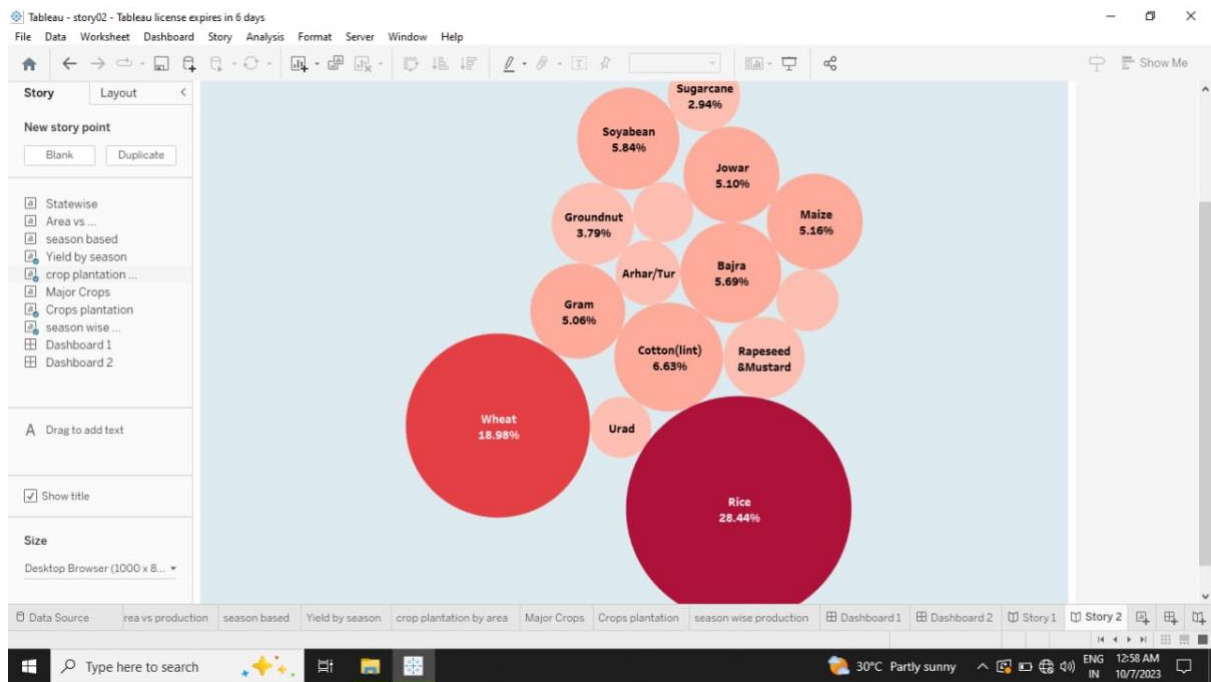 Tableau - story02 - Tableau license expires in 6 days
File Data Worksheet Dashboard Story Analysis Format Server Window Help
Show Me
Story Layout
New story point
Blank Duplicate
Statewise
Area vs ...
season based
Yield by season
crop plantation ...
Major Crops
Crops plantation
season wise ...
Dashboard 1
Dashboard 2
A Drag to add text
Show title
Size
Desktop Browser (1000 x 8...
Sugarcane
2.94%
Soyabean
5.84%
Jowar
5.10%
Groundnut
3.79%
Maize
5.16%
Arhar/Tur
Bajra
5.69%
Gram
5.06%
Cotton(lint)
6.63%
Rapeseed
&Mustard
Wheat
18.98%
Urad
Rice
28.44%
Data Source rea vs production season based Yield by season crop plantation by area Major Crops Crops plantation season wise production Dashboard 1 Dashboard 2 Story 1 Story 2
Type here to search
30°C Partly sunny
ENG
IN
12:58 AM
10/7/2023